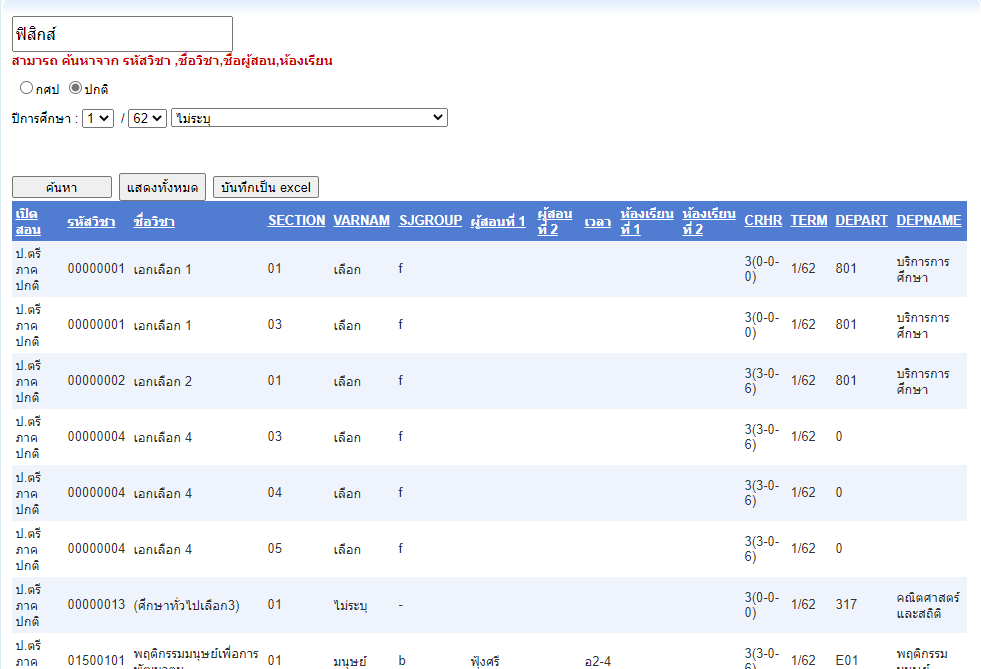 ฟิสิกส์
สามารถ ค้นหาจาก รหัสวิชา ,ชื่อวิชา,ชื่อผู้สอน,ห้องเรียน
กศป ปกติ
ปีการศึกษา : 1 / 62 ไม่ระบุ
ค้นหา แสดงทั้งหมด บันทึกเป็น excel
เปิดสอน รหัสวิชา ชื่อวิชา SECTION VARNAM SJGROUP ผู้สอนที่ 1 ผู้สอนที่ 2 เวลา ห้องเรียนที่ 1 ห้องเรียนที่ 2 CRHR TERM DEPART DEPNAME
ป.ตรี ภาค ปกติ 00000001 เอกเลือก 1 01 เลือก f 3(0-0-0) 1/62 801 บริการการศึกษา
ป.ตรี ภาค ปกติ 00000001 เอกเลือก 1 03 เลือก f 3(0-0-0) 1/62 801 บริการการศึกษา
ป.ตรี ภาค ปกติ 00000002 เอกเลือก 2 01 เลือก f 3(3-0-6) 1/62 801 บริการการศึกษา
ป.ตรี ภาค ปกติ 00000004 เอกเลือก 4 03 เลือก f 3(3-0-6) 1/62 0
ป.ตรี ภาค ปกติ 00000004 เอกเลือก 4 04 เลือก f 3(3-0-6) 1/62 0
ป.ตรี ภาค ปกติ 00000004 เอกเลือก 4 05 เลือก f 3(3-0-6) 1/62 0
ป.ตรี ภาค ปกติ 00000013 (ศึกษาทั่วไปเลือก3) 01 ไม่ระบุ - 3(0-0-0) 1/62 317 คณิตศาสตร์และสถิติ
ป.ตรี ภาค 01500101 พฤติกรรมมนุษย์เพื่อการ 01 มนุษย์ b ฟุ้งศรี อ2-4 3(3-0- 1/62 E01 พฤติกรรม